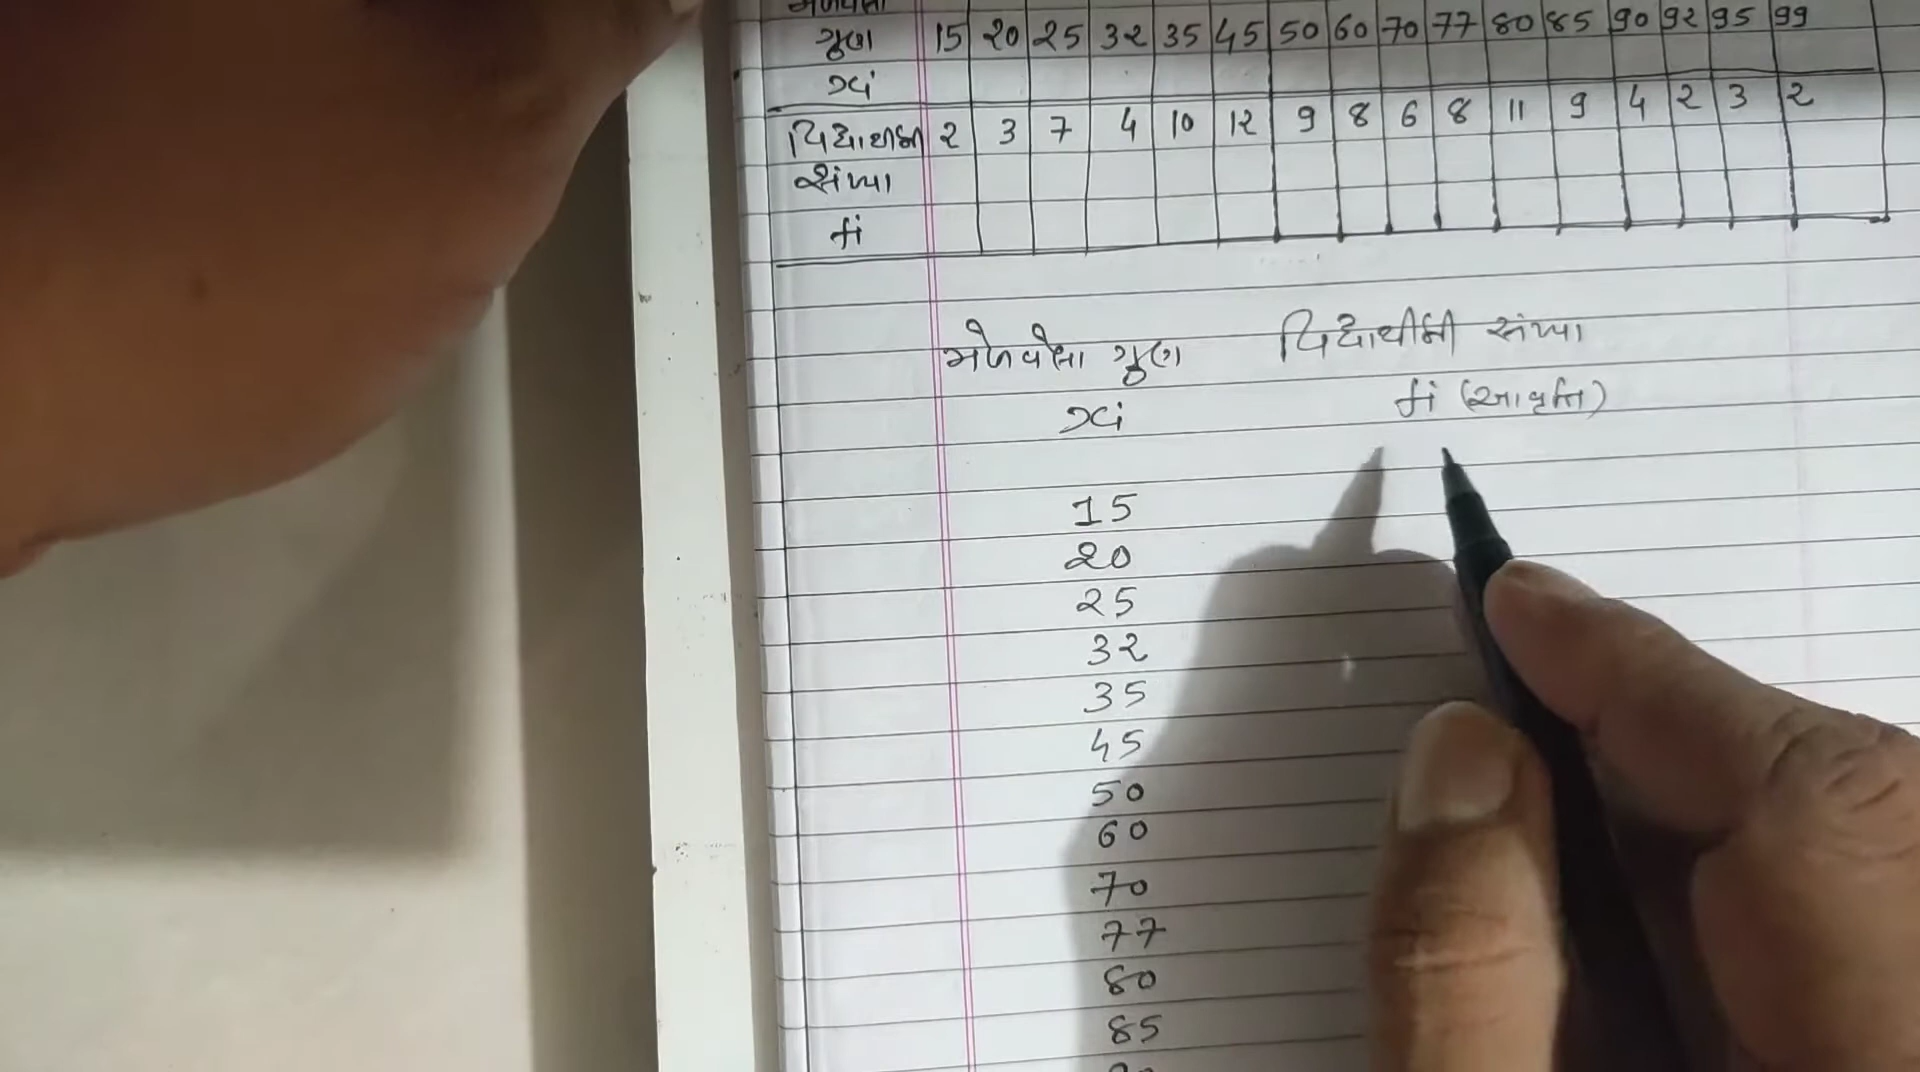 ગુણ 15 20 25 32 35 45 50 60 70 77 80 85 90 92 95 99
xi
વિદ્યાર્થીની 2 3 7 4 10 12 9 8 6 8 11 9 4 2 3 2
સંખ્યા
fi
મેળવેલા ગુણ વિદ્યાર્થીની સંખ્યા
xi fi (આવૃત્તિ)
15
20
25
32
35
45
50
60
70
77
80
85